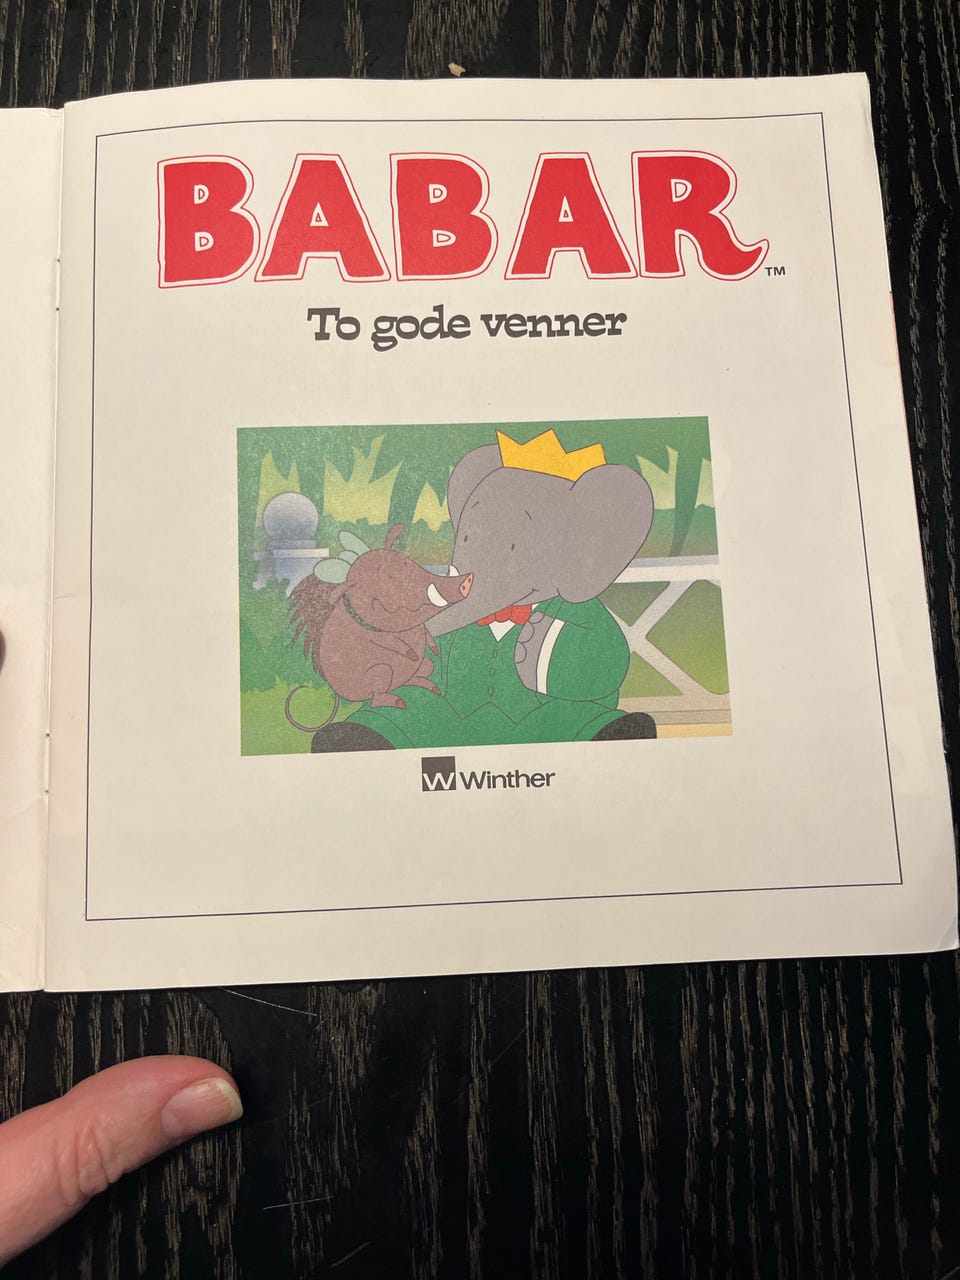 BABAR™
To gode venner
W Winther